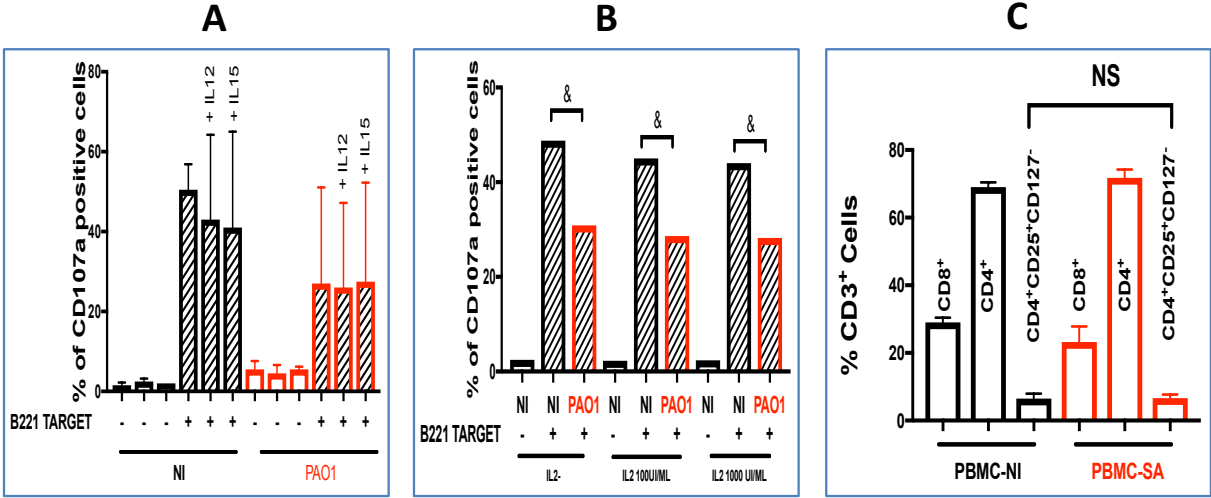 A
% of CD107a positive cells
80
60
40
20
0
+ IL12
+ IL15
+ IL12
+ IL15
B221 TARGET - - - + + + - - - + + +
NI PAO1
B
% of CD107a positive cells
60
40
20
0
&
&
&
NI NI PAO1 NI NI PAO1 NI NI PAO1
B221 TARGET - + + - + + - + +
IL2- IL2 100UI/ML IL2 1000 UI/ML
C
NS
% CD3⁺ Cells
80
60
40
20
0
CD8⁺
CD4⁺
CD4⁺CD25⁺CD127⁻
CD8⁺
CD4⁺
CD4⁺CD25⁺CD127⁻
PBMC-NI PBMC-SA